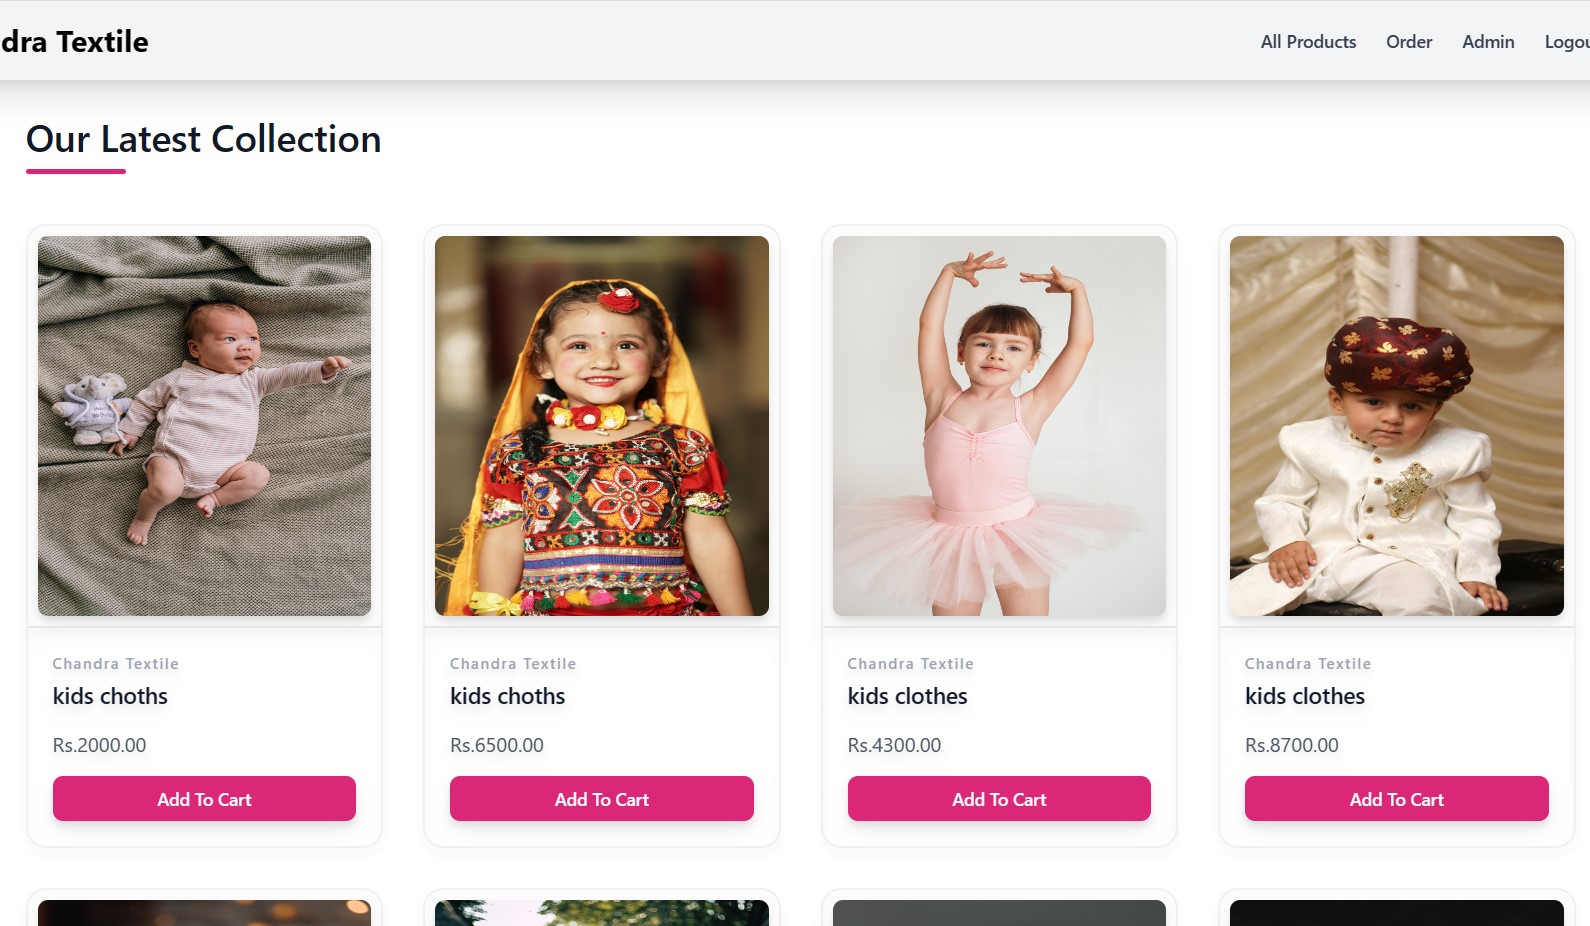 dra Textile
All Products Order Admin Logou
Our Latest Collection
Chandra Textile
kids choths
Rs.2000.00
Add To Cart
Chandra Textile
kids choths
Rs.6500.00
Add To Cart
Chandra Textile
kids clothes
Rs.4300.00
Add To Cart
Chandra Textile
kids clothes
Rs.8700.00
Add To Cart